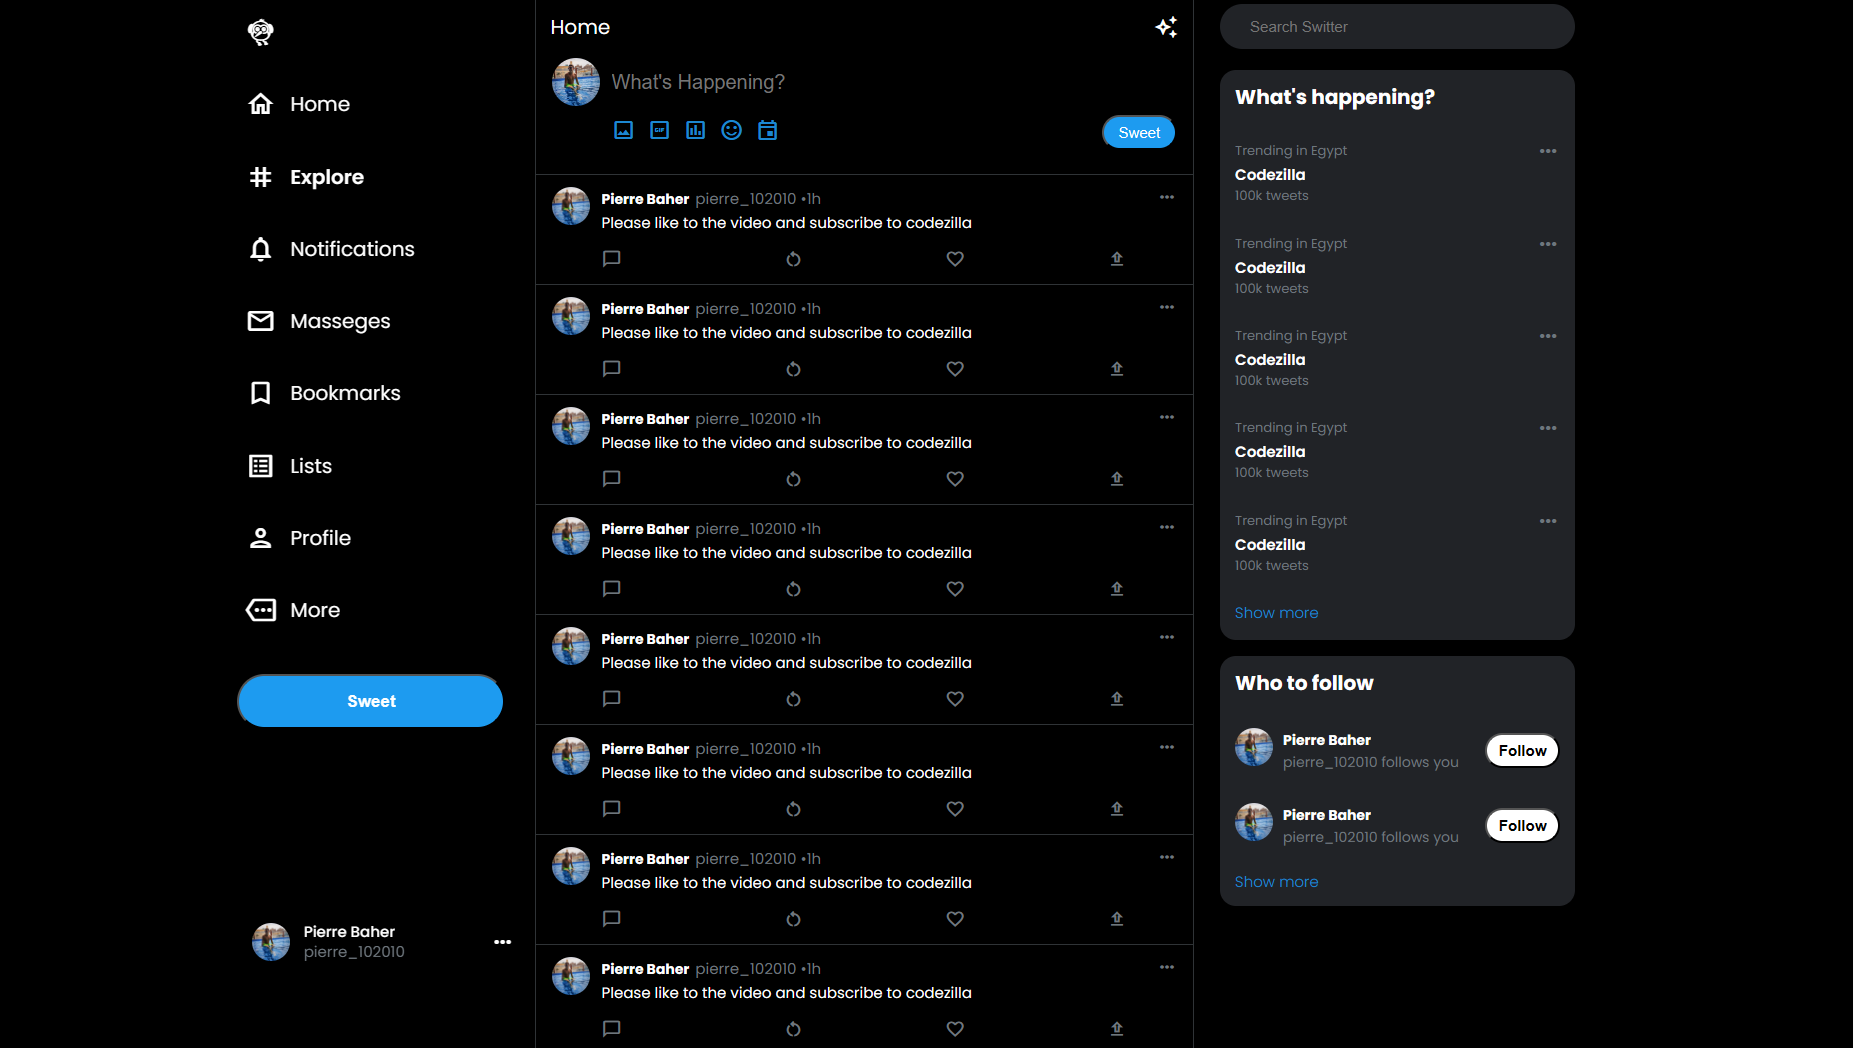 Home
Explore
Notifications
Masseges
Bookmarks
Lists
Profile
More
Sweet
Pierre Baher
pierre_102010
Home
What's Happening?
GIF
Sweet
Pierre Baher pierre_102010 •1h
Please like to the video and subscribe to codezilla
Pierre Baher pierre_102010 •1h
Please like to the video and subscribe to codezilla
Pierre Baher pierre_102010 •1h
Please like to the video and subscribe to codezilla
Pierre Baher pierre_102010 •1h
Please like to the video and subscribe to codezilla
Pierre Baher pierre_102010 •1h
Please like to the video and subscribe to codezilla
Pierre Baher pierre_102010 •1h
Please like to the video and subscribe to codezilla
Pierre Baher pierre_102010 •1h
Please like to the video and subscribe to codezilla
Pierre Baher pierre_102010 •1h
Please like to the video and subscribe to codezilla
Search Switter
What's happening?
Trending in Egypt
Codezilla
100k tweets
Trending in Egypt
Codezilla
100k tweets
Trending in Egypt
Codezilla
100k tweets
Trending in Egypt
Codezilla
100k tweets
Trending in Egypt
Codezilla
100k tweets
Show more
Who to follow
Pierre Baher
pierre_102010 follows you
Follow
Pierre Baher
pierre_102010 follows you
Follow
Show more